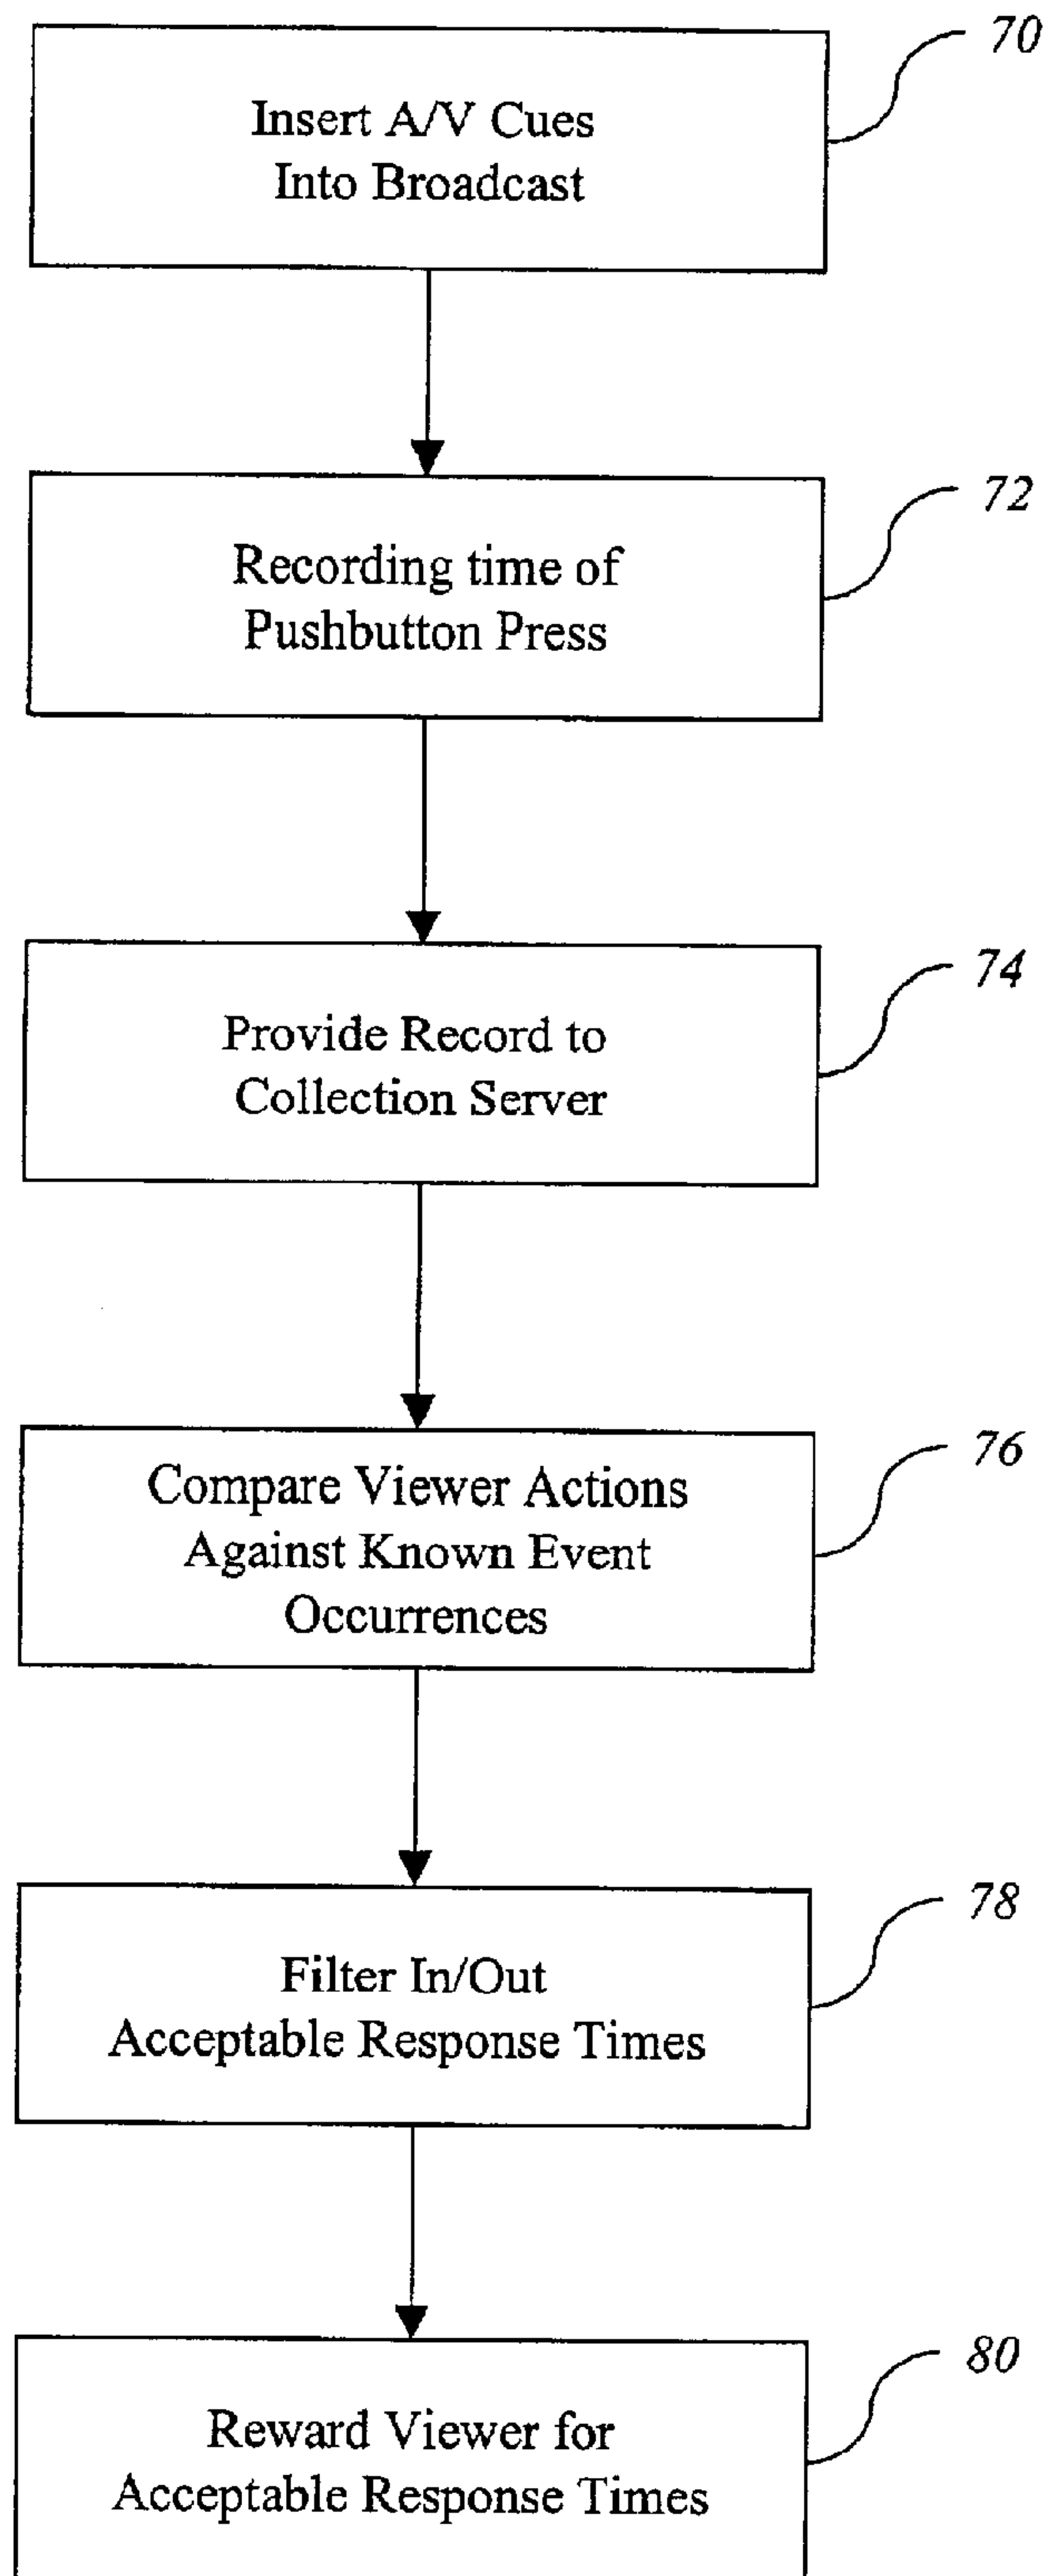 70
Insert A/V Cues
Into Broadcast
72
Recording time of
Pushbutton Press
74
Provide Record to
Collection Server
76
Compare Viewer Actions
Against Known Event
Occurrences
78
Filter In/Out
Acceptable Response Times
80
Reward Viewer for
Acceptable Response Times